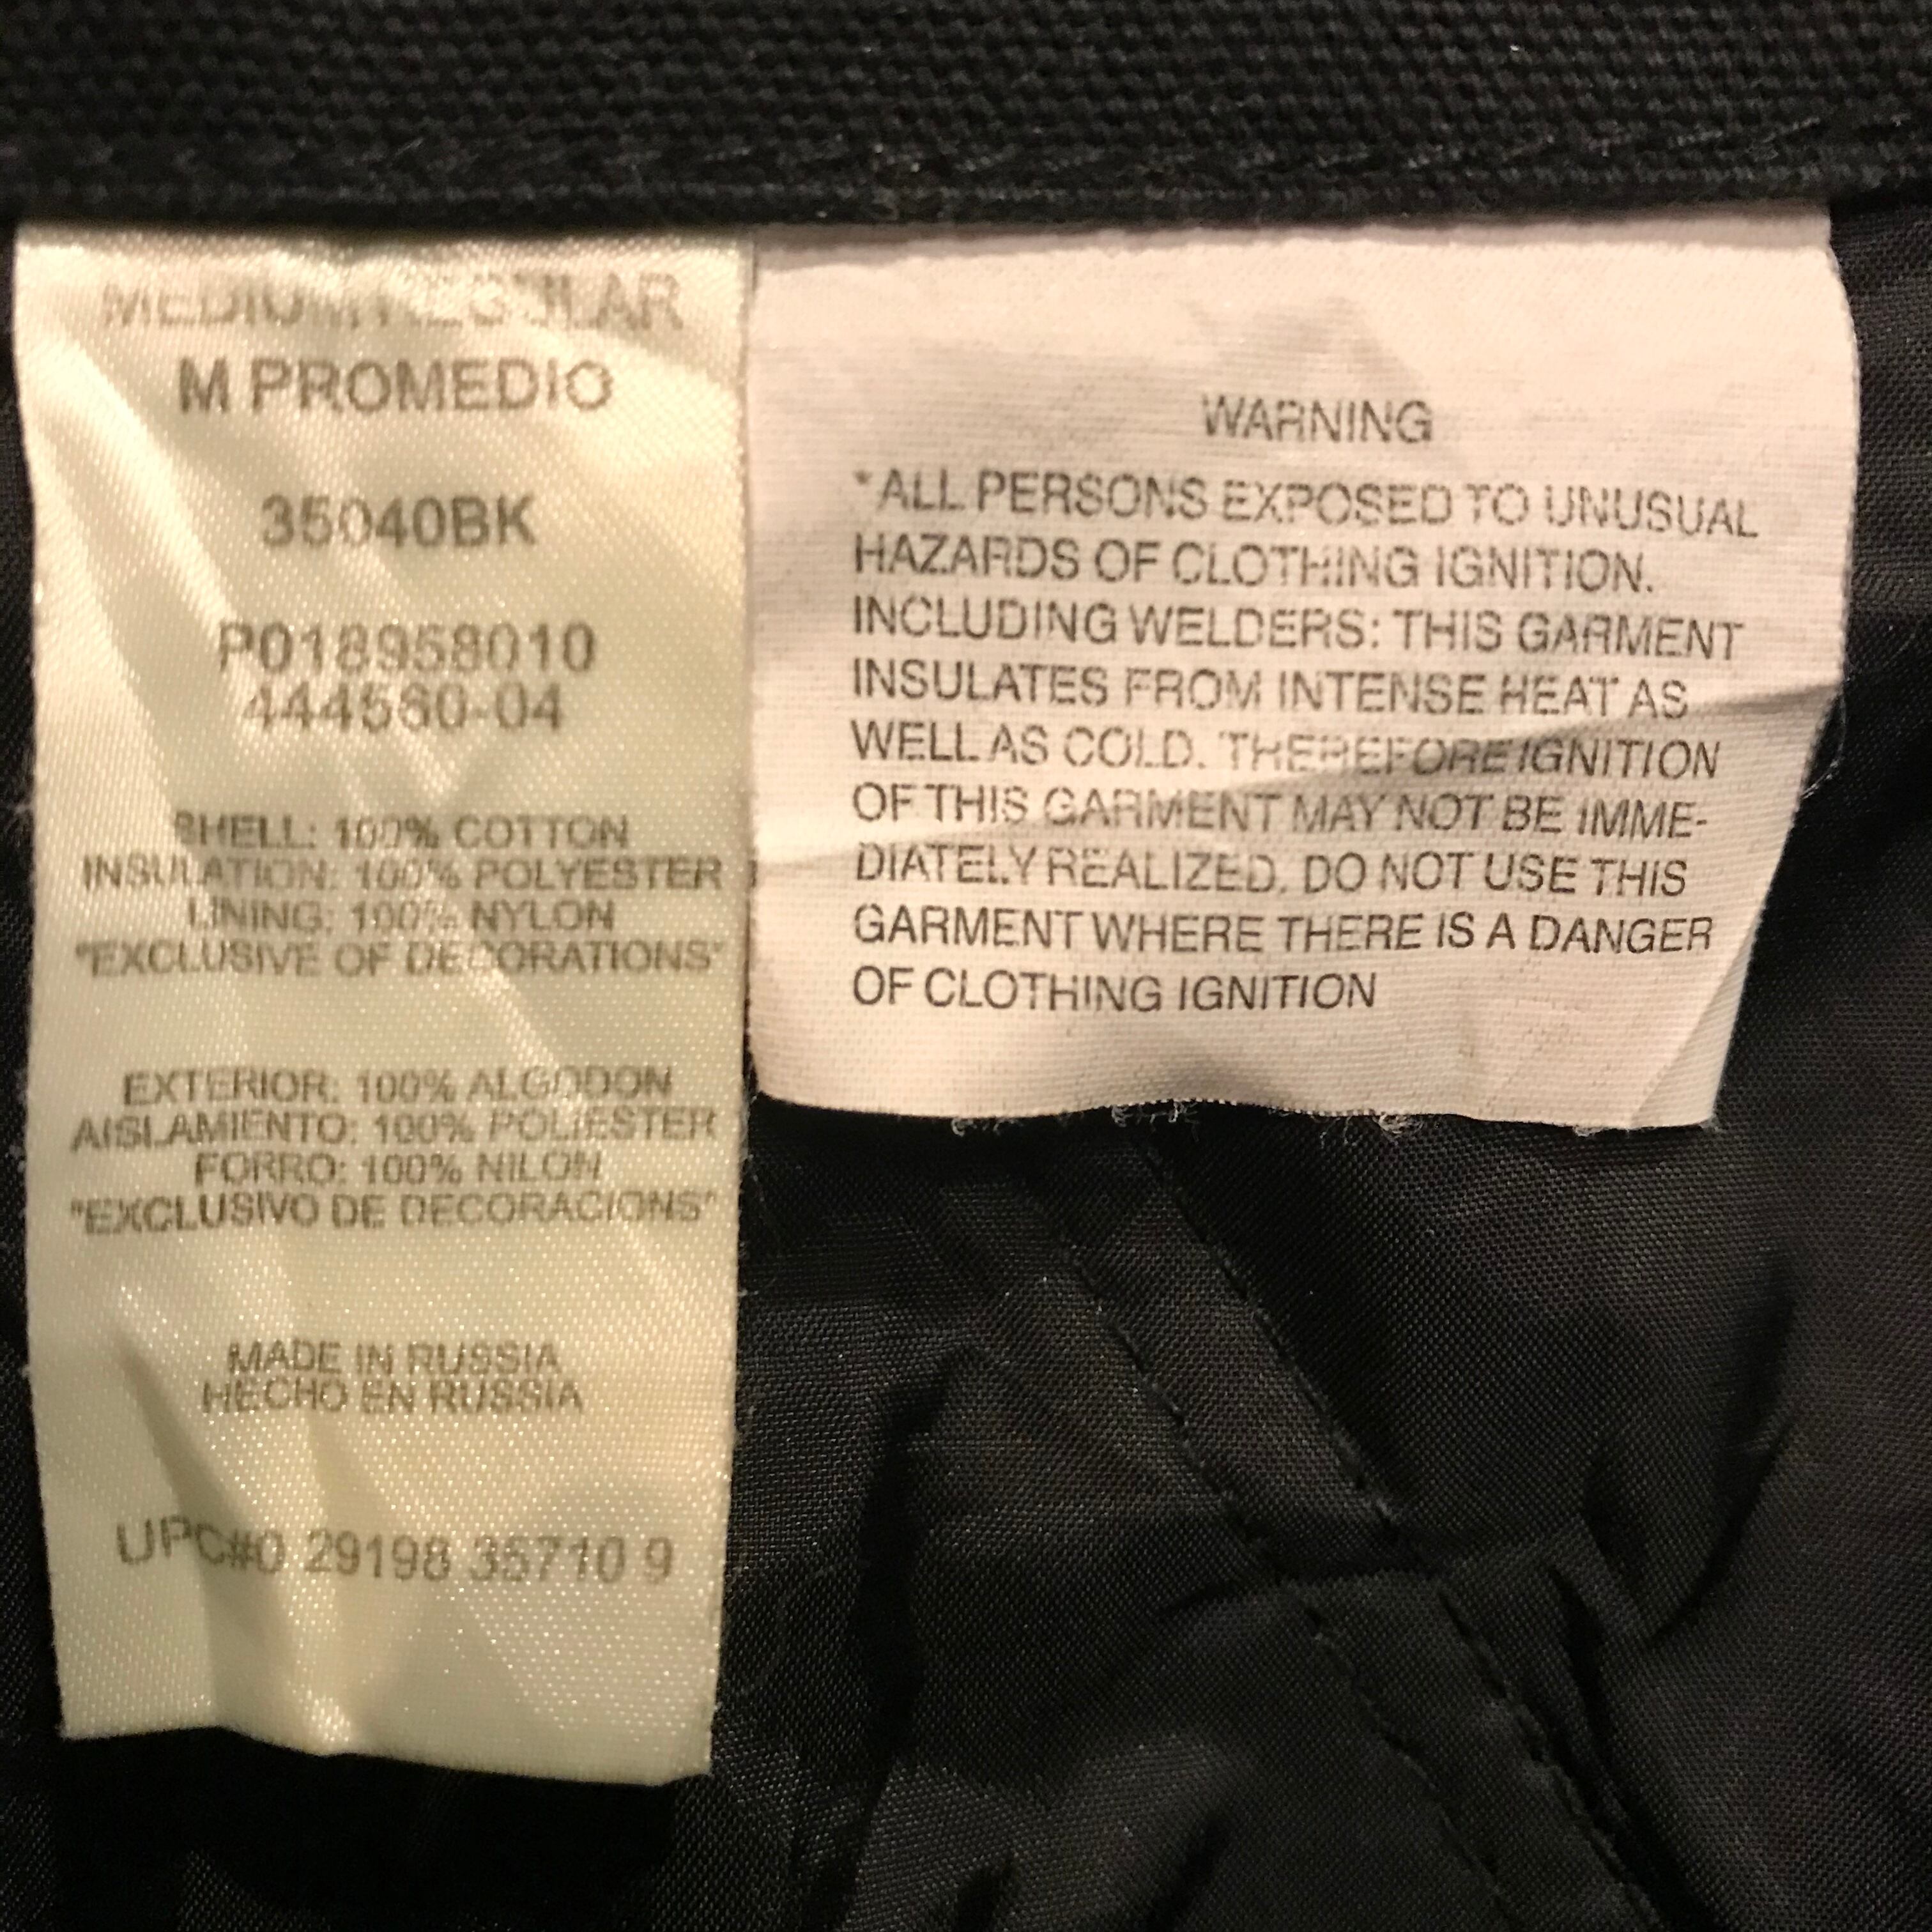 MEDIUM REGULAR
M PROMEDIO
35040BK
P018958010
444560-04
SHELL: 100% COTTON
INSULATION: 100% POLYESTER
LINING: 100% NYLON
"EXCLUSIVE OF DECORATIONS"
EXTERIOR: 100% ALGODON
AISLAMIENTO: 100% POLIESTER
FORRO: 100% NILON
"EXCLUSIVO DE DECORACIONS"
MADE IN RUSSIA
HECHO EN RUSSIA
UPC#0 29198 35710 9
WARNING
*ALL PERSONS EXPOSED TO UNUSUAL
HAZARDS OF CLOTHING IGNITION.
INCLUDING WELDERS: THIS GARMENT
INSULATES FROM INTENSE HEAT AS
WELL AS COLD. THEREFORE IGNITION
OF THIS GARMENT MAY NOT BE IMME-
DIATELY REALIZED. DO NOT USE THIS
GARMENT WHERE THERE IS A DANGER
OF CLOTHING IGNITION